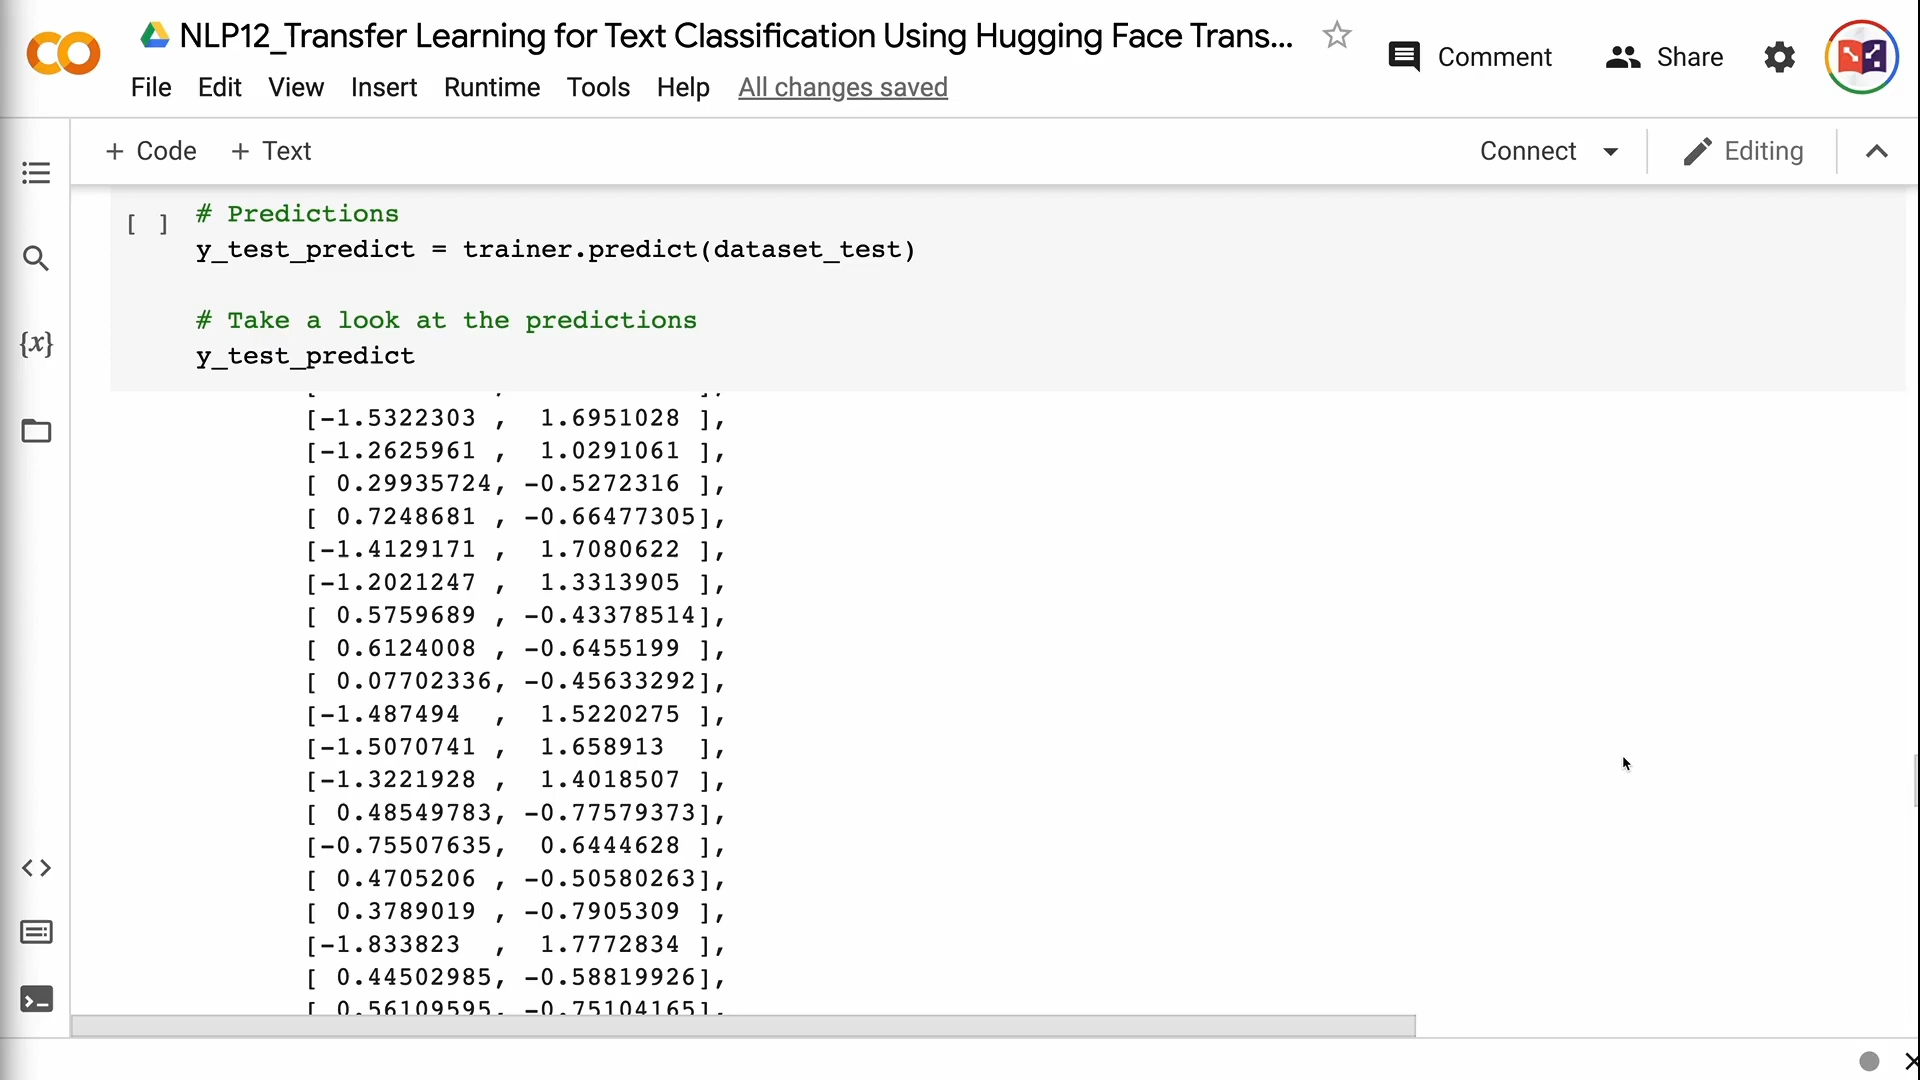 NLP12_Transfer Learning for Text Classification Using Hugging Face Trans...
Comment
Share
File Edit View Insert Runtime Tools Help All changes saved
+ Code + Text
Connect
Editing
{x}
[ ]
# Predictions
y_test_predict = trainer.predict(dataset_test)
# Take a look at the predictions
y_test_predict
[-1.5322303 , 1.6951028 ],
[-1.2625961 , 1.0291061 ],
[ 0.29935724, -0.5272316 ],
[ 0.7248681 , -0.66477305],
[-1.4129171 , 1.7080622 ],
[-1.2021247 , 1.3313905 ],
[ 0.5759689 , -0.43378514],
[ 0.6124008 , -0.6455199 ],
[ 0.07702336, -0.45633292],
[-1.487494 , 1.5220275 ],
[-1.5070741 , 1.658913 ],
[-1.3221928 , 1.4018507 ],
[ 0.48549783, -0.77579373],
[-0.75507635, 0.6444628 ],
[ 0.4705206 , -0.50580263],
[ 0.3789019 , -0.7905309 ],
[-1.833823 , 1.7772834 ],
[ 0.44502985, -0.58819926],
[ 0.56109595, -0.75104165],